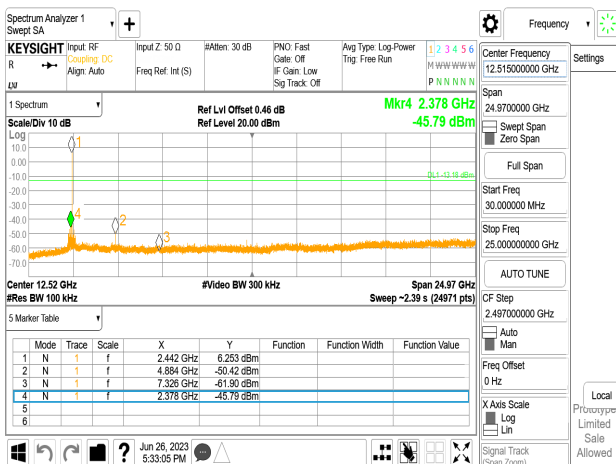 Spectrum Analyzer 1
Swept SA
Frequency
KEYSIGHT
R
LXI
Input: RF
Coupling: DC
Align: Auto
Input Z: 50 Ω
Freq Ref: Int (S)
#Atten: 30 dB
PNO: Fast
Gate: Off
IF Gain: Low
Sig Track: Off
Avg Type: Log-Power
Trig: Free Run
1 2 3 4 5 6
M W W W W W
P N N N N N
1 Spectrum
Scale/Div 10 dB
Ref Lvl Offset 0.46 dB
Ref Level 20.00 dBm
Mkr4 2.378 GHz
-45.79 dBm
Log
10.0
0.00
-10.0
-20.0
-30.0
-40.0
-50.0
-60.0
-70.0
1
2
3
4
DL1 -13.18 dBm
Center 12.52 GHz
#Res BW 100 kHz
#Video BW 300 kHz
Span 24.97 GHz
Sweep ~2.39 s (24971 pts)
5 Marker Table
Mode Trace Scale X Y Function Function Width Function Value
1 N 1 f 2.442 GHz 6.253 dBm
2 N 1 f 4.884 GHz -50.42 dBm
3 N 1 f 7.326 GHz -61.90 dBm
4 N 1 f 2.378 GHz -45.79 dBm
5
6
Jun 26, 2023
5:33:05 PM
Center Frequency
12.515000000 GHz
Settings
Span
24.9700000 GHz
Swept Span
Zero Span
Full Span
Start Freq
30.000000 MHz
Stop Freq
25.000000000 GHz
AUTO TUNE
CF Step
2.497000000 GHz
Auto
Man
Freq Offset
0 Hz
X Axis Scale
Log
Lin
Signal Track
(Span Zoom)
Local
Prototype
Limited
Sale
Allowed